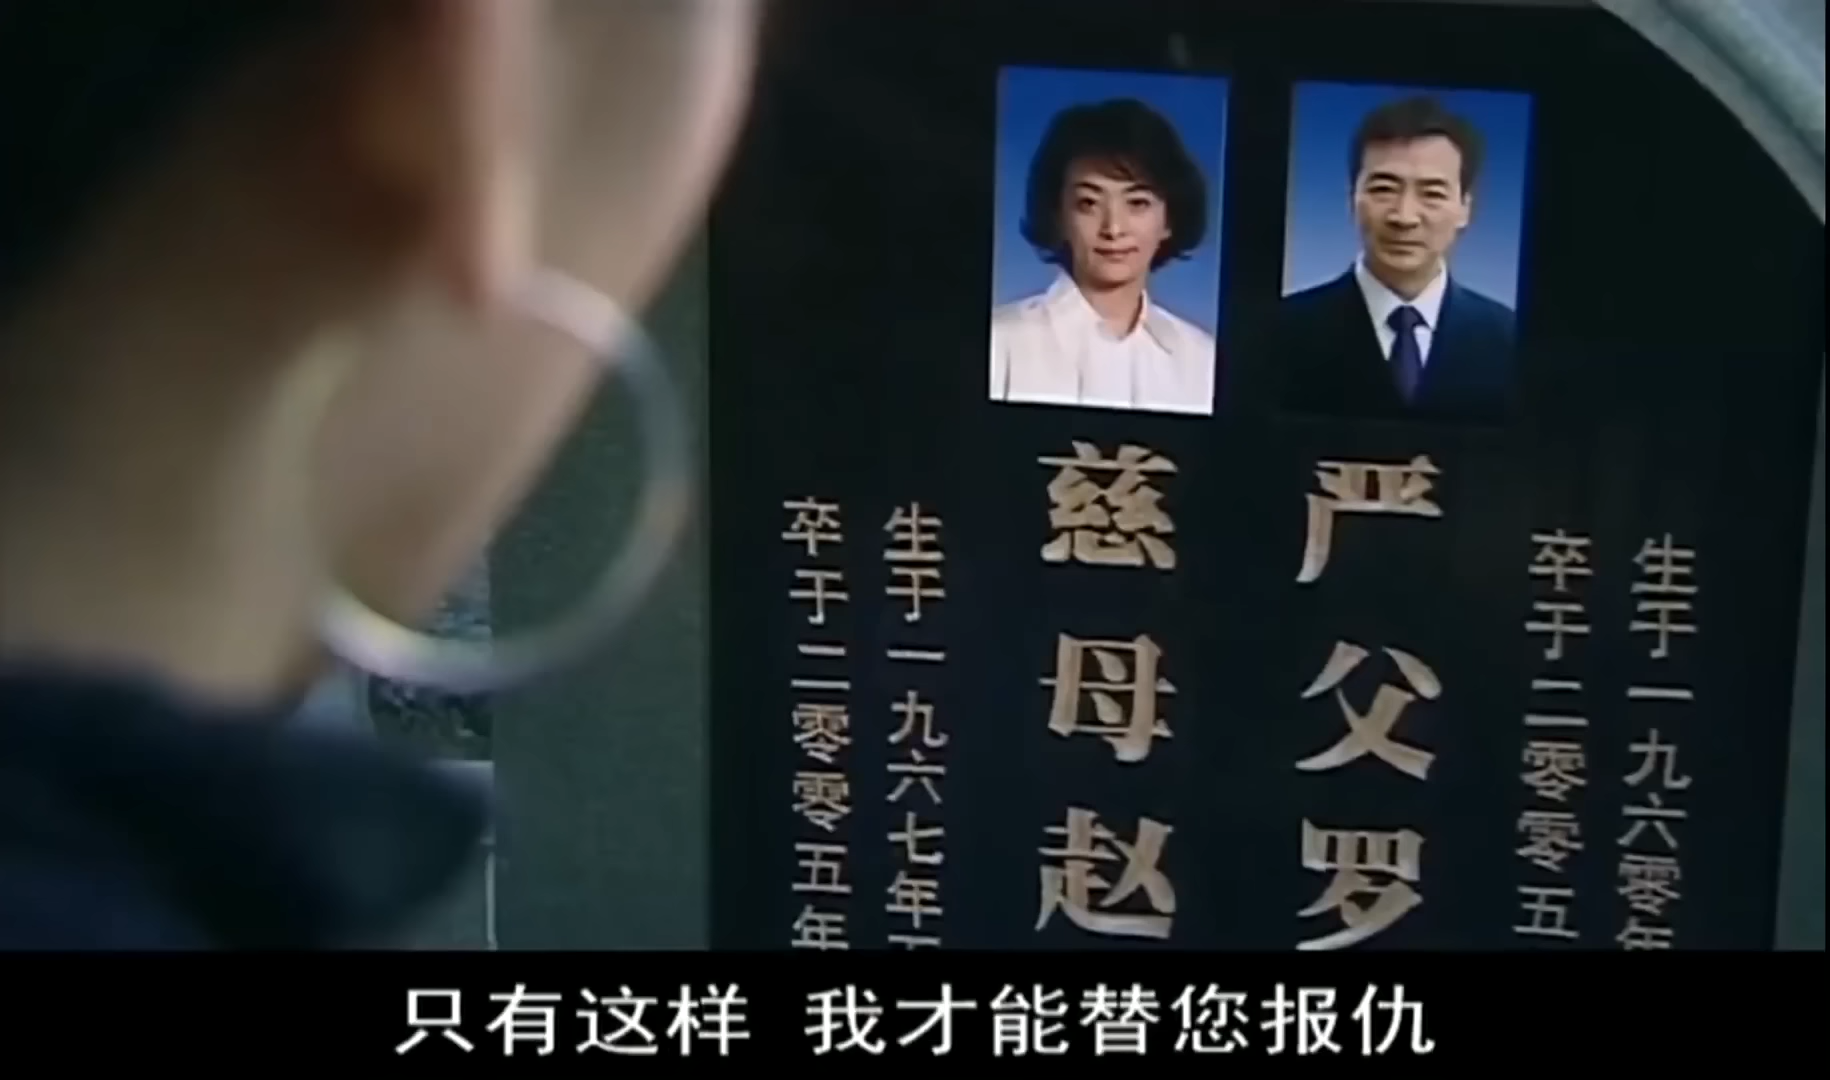 生于一九六零年
卒于二零零五
严父罗
慈母赵
生于一九六七年
卒于二零零五年
只有这样 我才能替您报仇